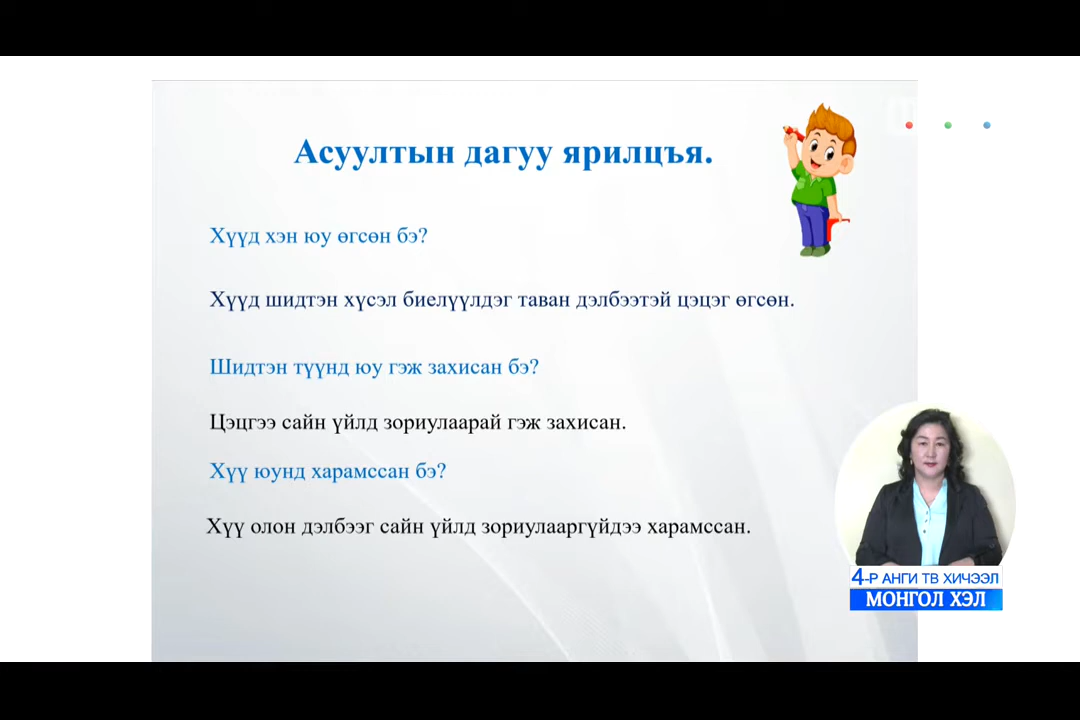 Асуултын дагуу ярилцъя.
Хүүд хэн юу өгсөн бэ?
Хүүд шидтэн хүсэл биелүүлдэг таван дэлбээтэй цэцэг өгсөн.
Шидтэн түүнд юу гэж захисан бэ?
Цэцгээ сайн үйлд зориулаарай гэж захисан.
Хүү юунд харамссан бэ?
Хүү олон дэлбээг сайн үйлд зориулааргүйдээ харамссан.
4-Р АНГИ ТВ ХИЧЭЭЛ
МОНГОЛ ХЭЛ